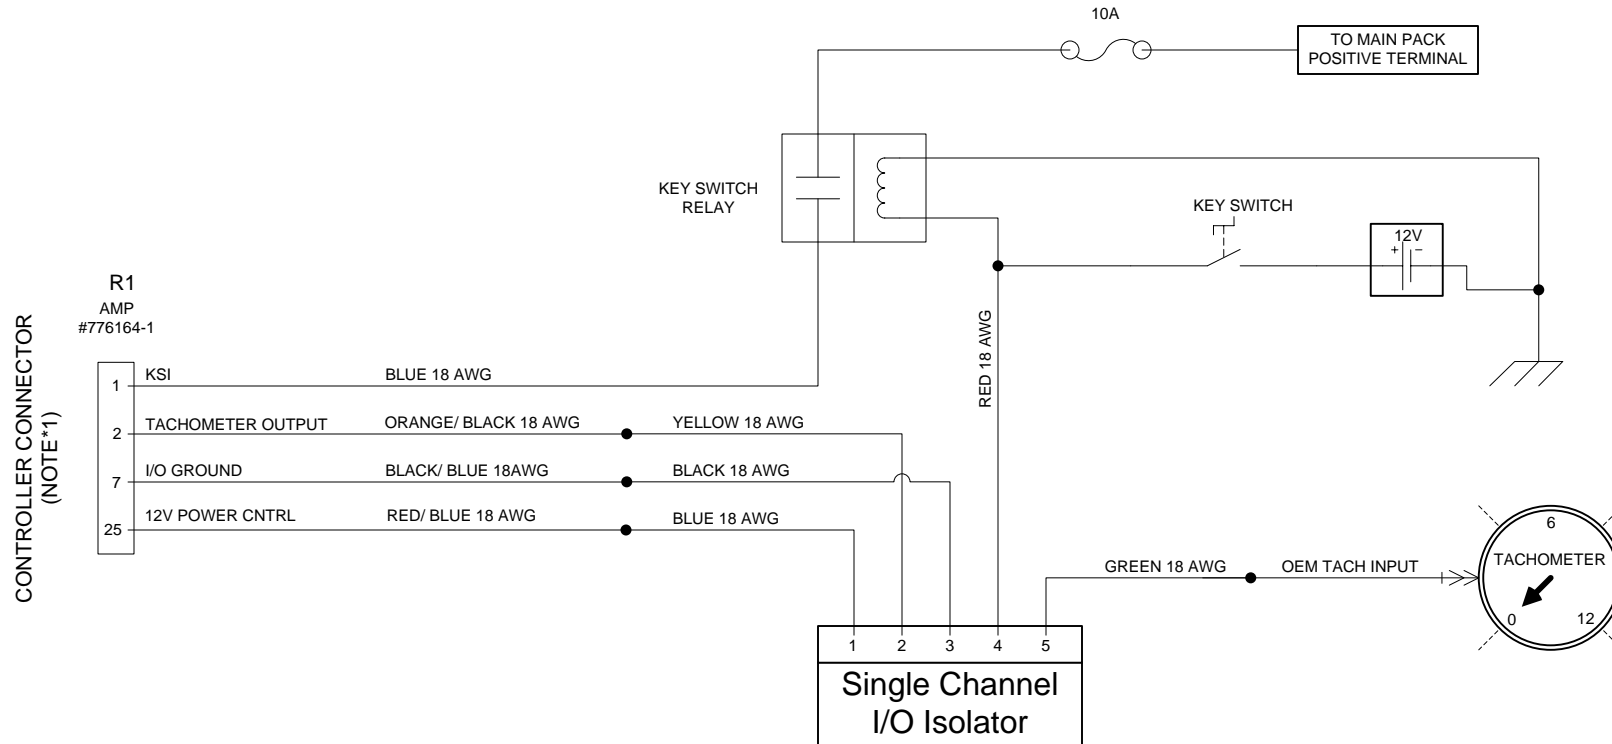 10A
TO MAIN PACK
POSITIVE TERMINAL
KEY SWITCH
RELAY
KEY SWITCH
12V
+ −
R1
AMP
#776164-1
CONTROLLER CONNECTOR
(NOTE*1)
RED 18 AWG
1 KSI BLUE 18 AWG
2 TACHOMETER OUTPUT ORANGE/ BLACK 18 AWG YELLOW 18 AWG
7 I/O GROUND BLACK/ BLUE 18AWG BLACK 18 AWG
25 12V POWER CNTRL RED/ BLUE 18 AWG BLUE 18 AWG
GREEN 18 AWG OEM TACH INPUT
6
TACHOMETER
0 12
1 2 3 4 5
Single Channel
I/O Isolator